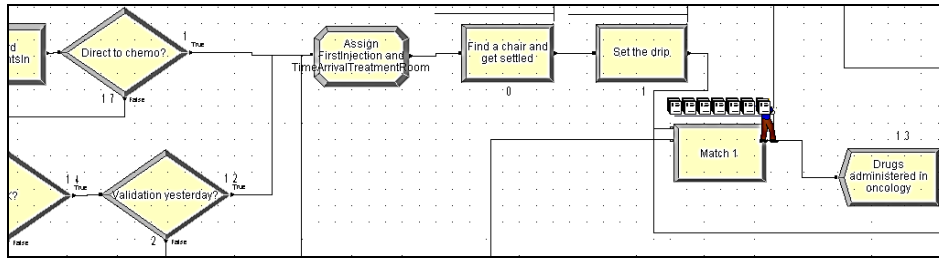 rd
ntsIn
Direct to chemo?
1
True
1 7
False
Assign
FirstInjection and
TimeArrivalTreatmentRoom
Find a chair and
get settled
0
Set the drip
1
Match 1
1 3
Drugs
administered in
oncology
K?
1 4
True
False
Validation yesterday?
1 2
True
2
False